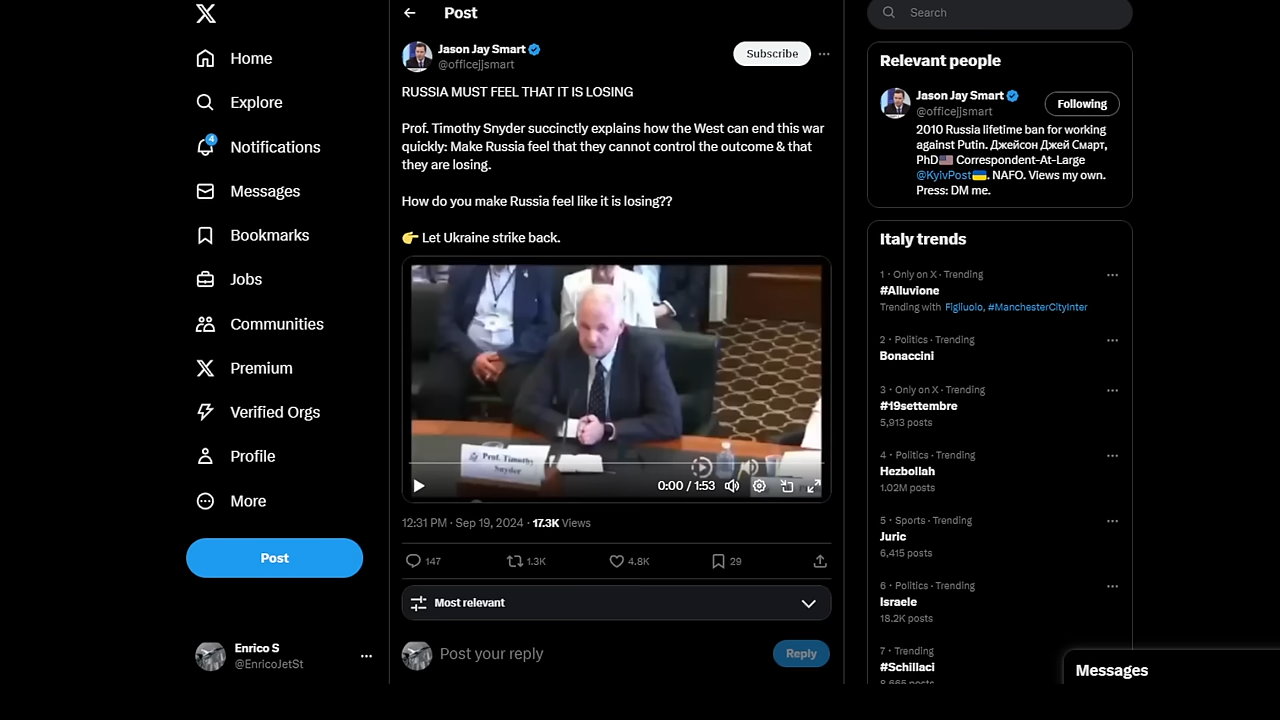 Post
Search
Home
Explore
4
Notifications
Messages
Bookmarks
Jobs
Communities
Premium
Verified Orgs
Profile
More
Post
Enrico S
@EnricoJetSt
Jason Jay Smart
@officejjsmart
Subscribe
RUSSIA MUST FEEL THAT IT IS LOSING
Prof. Timothy Snyder succinctly explains how the West can end this war
quickly: Make Russia feel that they cannot control the outcome & that
they are losing.
How do you make Russia feel like it is losing??
👉 Let Ukraine strike back.
Prof. Timothy
Snyder
0:00 / 1:53
12:31 PM · Sep 19, 2024 · 17.3K Views
147 1.3K 4.8K 29
Most relevant
Post your reply
Reply
Relevant people
Jason Jay Smart
@officejjsmart
Following
2010 Russia lifetime ban for working
against Putin. Джейсон Джей Смарт,
PhD🇺🇸 Correspondent-At-Large
@KyivPost🇺🇦. NAFO. Views my own.
Press: DM me.
Italy trends
1 · Only on X · Trending
#Alluvione
Trending with Figliuolo, #ManchesterCityInter
2 · Politics · Trending
Bonaccini
3 · Only on X · Trending
#19settembre
5,913 posts
4 · Politics · Trending
Hezbollah
1.02M posts
5 · Sports · Trending
Juric
6,415 posts
6 · Politics · Trending
Israele
18.2K posts
7 · Trending
#Schillaci
Messages